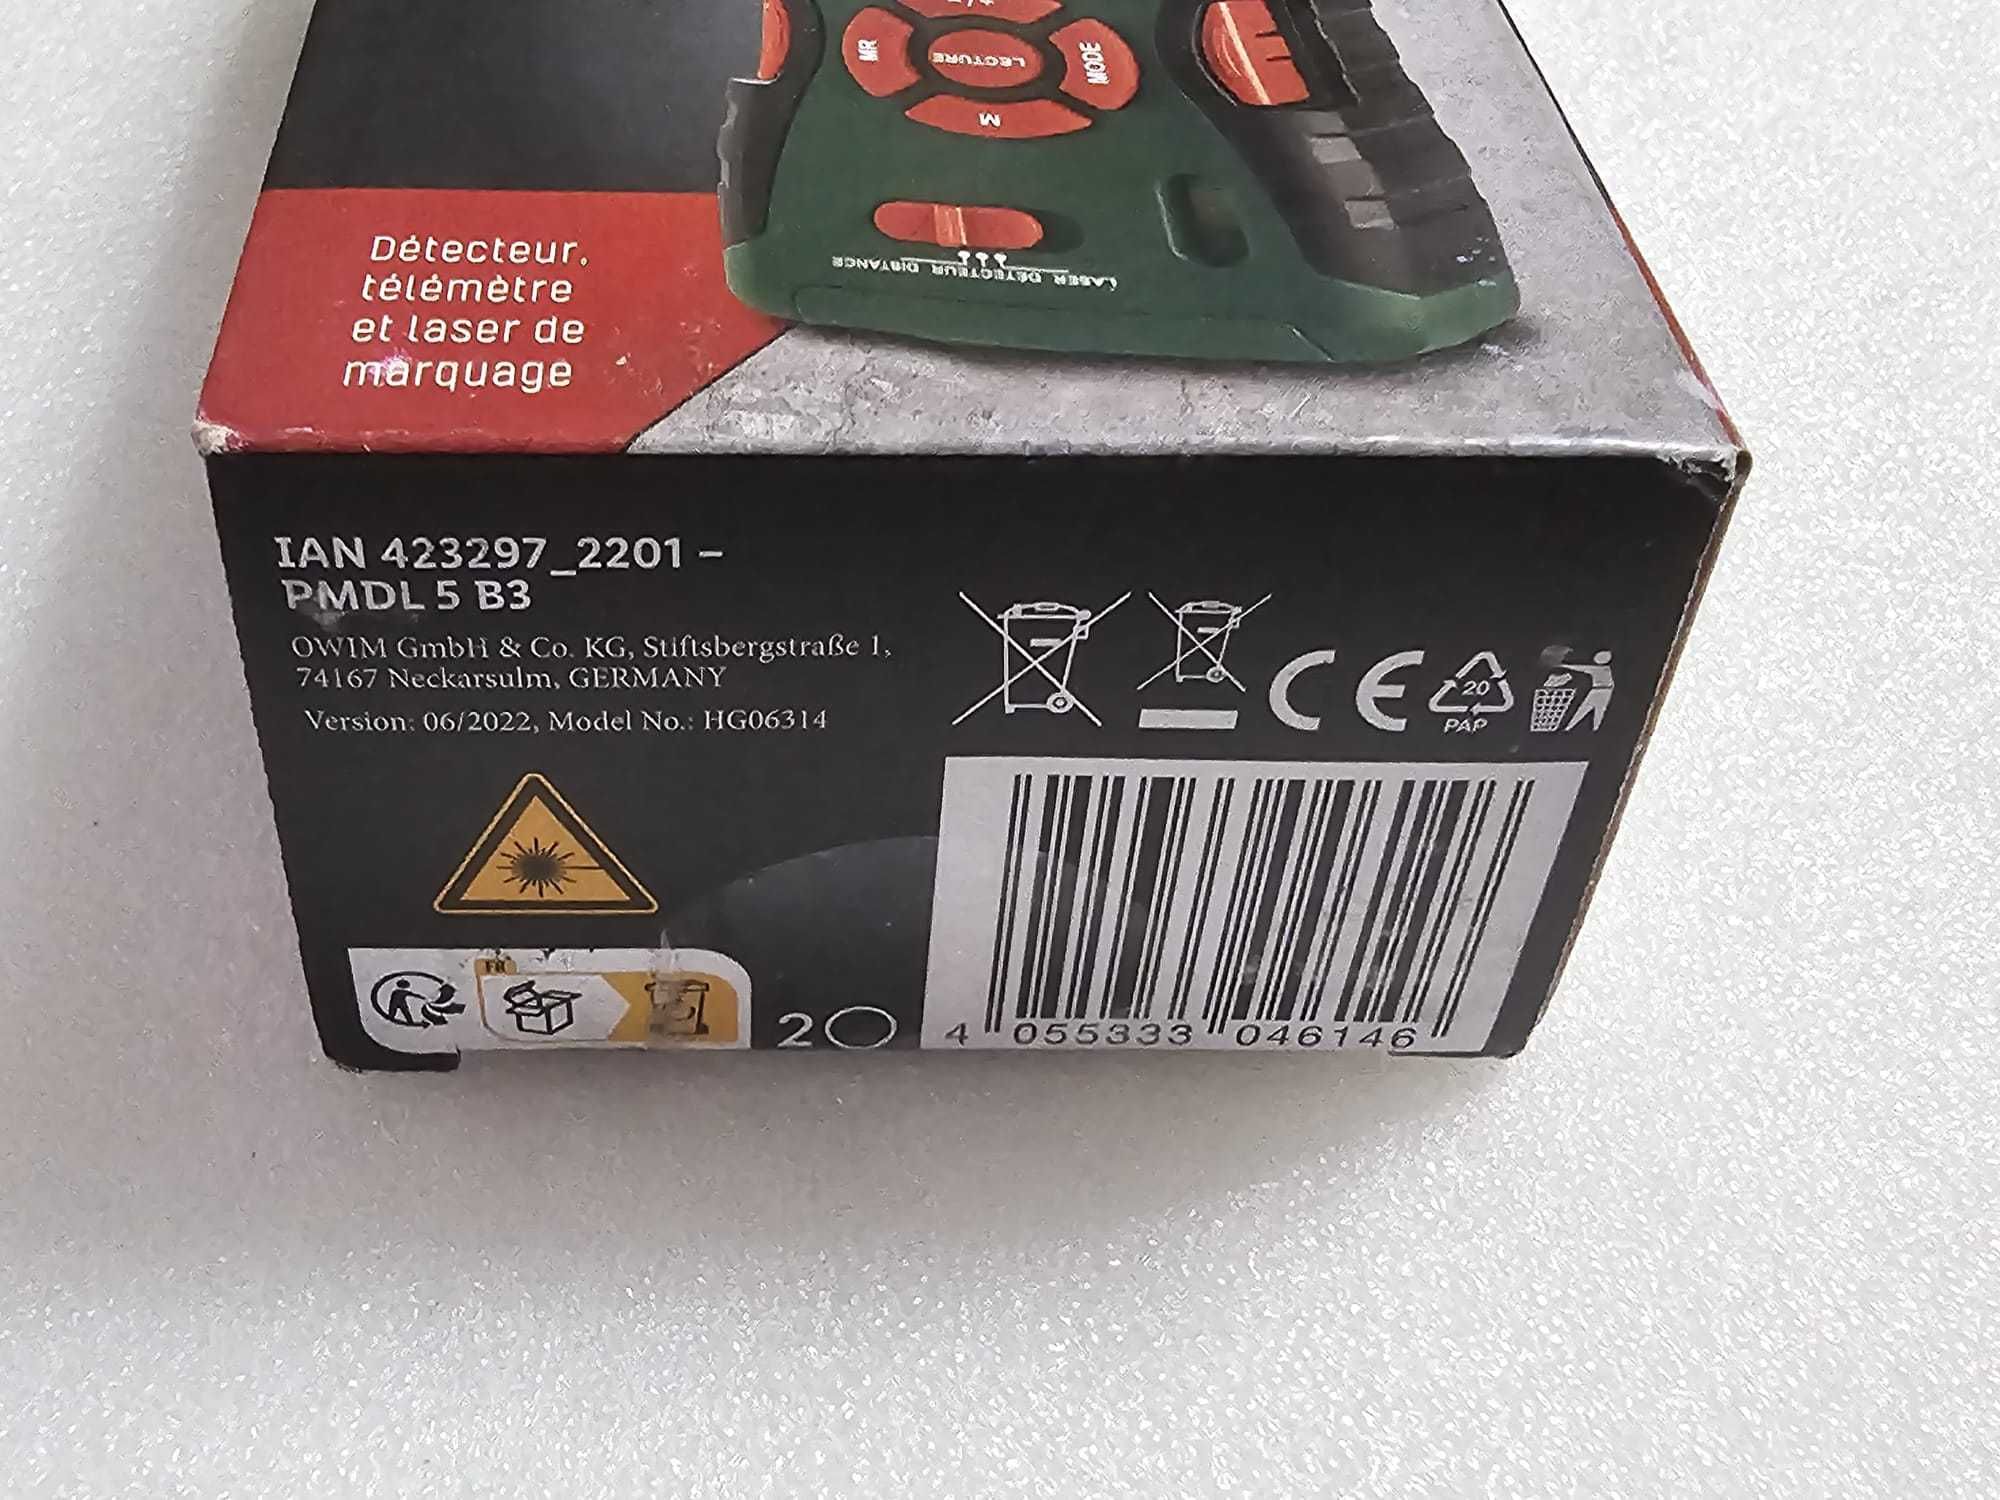 +/-
MR
LECTURE
MODE
M
LASER DÉTECTEUR DISTANCE
Détecteur,
télémètre
et laser de
marquage
IAN 423297_2201 –
PMDL 5 B3
OWIM GmbH & Co. KG, Stiftsbergstraße 1,
74167 Neckarsulm, GERMANY
Version: 06/2022, Model No.: HG06314
CE
20
PAP
FR
2
4 055333 046146